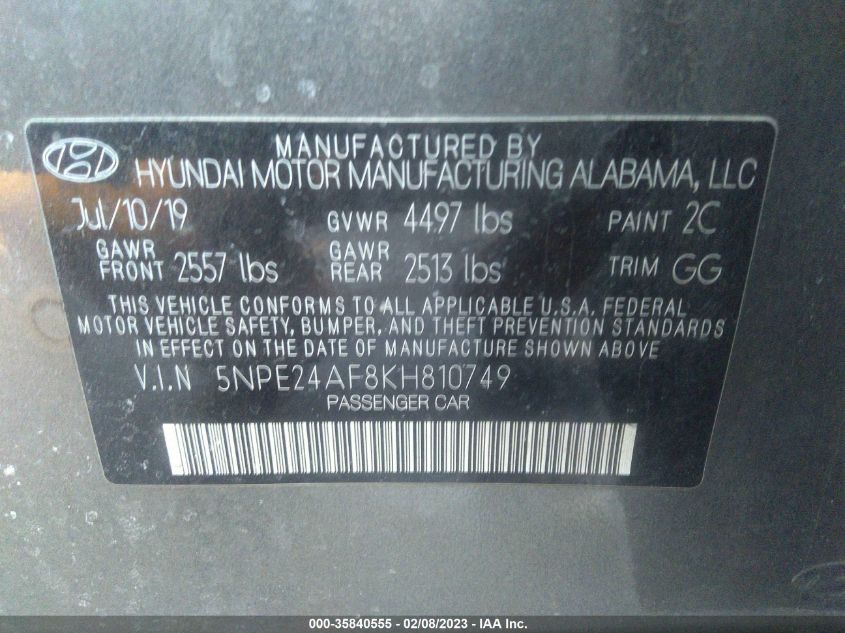 MANUFACTURED BY
HYUNDAI MOTOR MANUFACTURING ALABAMA, LLC
Jul/10/19 GVWR 4497 lbs PAINT 2C
GAWR FRONT 2557 lbs GAWR REAR 2513 lbs TRIM GG
THIS VEHICLE CONFORMS TO ALL APPLICABLE U.S.A. FEDERAL
MOTOR VEHICLE SAFETY, BUMPER, AND THEFT PREVENTION STANDARDS
IN EFFECT ON THE DATE OF MANUFACTURE SHOWN ABOVE
V.I.N 5NPE24AF8KH810749
PASSENGER CAR
000-35840555 - 02/08/2023 - IAA Inc.